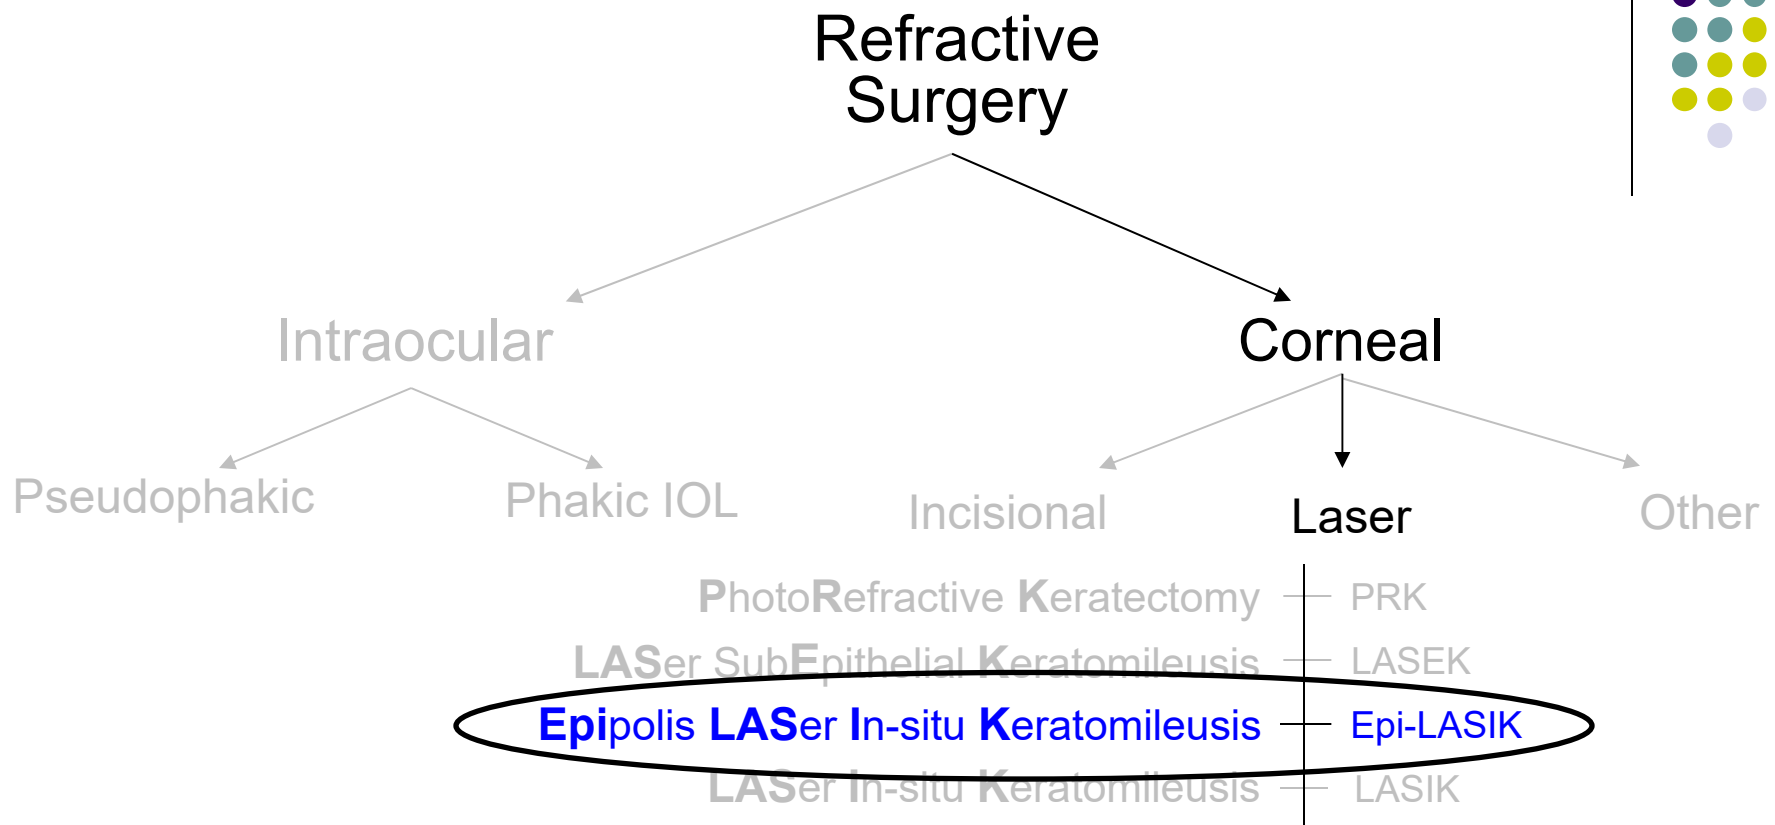 Refractive
Surgery
Intraocular
Corneal
Pseudophakic
Phakic IOL
Incisional
Laser
Other
PhotoRefractive Keratectomy PRK
LASer SubEpithelial Keratomileusis LASEK
Epipolis LASer In-situ Keratomileusis Epi-LASIK
LASer In-situ Keratomileusis LASIK